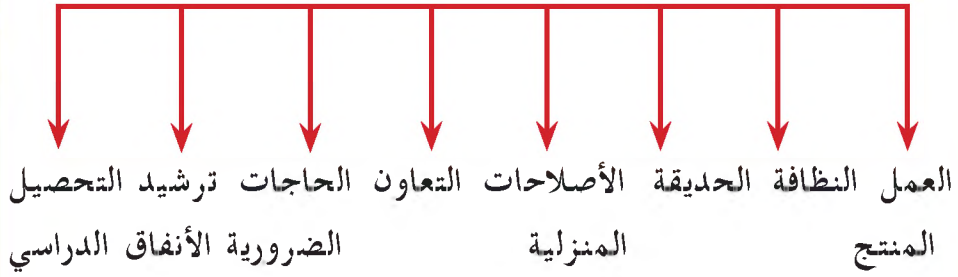 العمل النظافة الحديقة الأصلاحات التعاون الحاجات ترشيد التحصيل
المنتج المنزلية الضرورية الأنفاق الدراسي